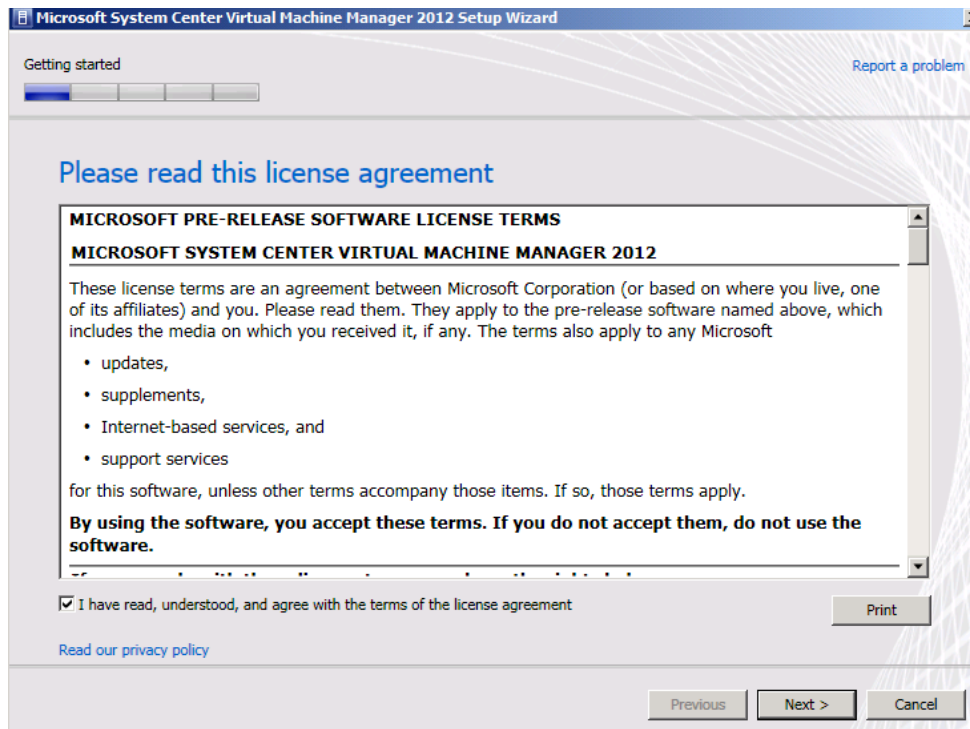 Microsoft System Center Virtual Machine Manager 2012 Setup Wizard
Getting started
Report a problem
Please read this license agreement
MICROSOFT PRE-RELEASE SOFTWARE LICENSE TERMS
MICROSOFT SYSTEM CENTER VIRTUAL MACHINE MANAGER 2012
These license terms are an agreement between Microsoft Corporation (or based on where you live, one
of its affiliates) and you. Please read them. They apply to the pre-release software named above, which
includes the media on which you received it, if any. The terms also apply to any Microsoft
• updates,
• supplements,
• Internet-based services, and
• support services
for this software, unless other terms accompany those items. If so, those terms apply.
By using the software, you accept these terms. If you do not accept them, do not use the
software.
I have read, understood, and agree with the terms of the license agreement
Print
Read our privacy policy
Previous
Next >
Cancel